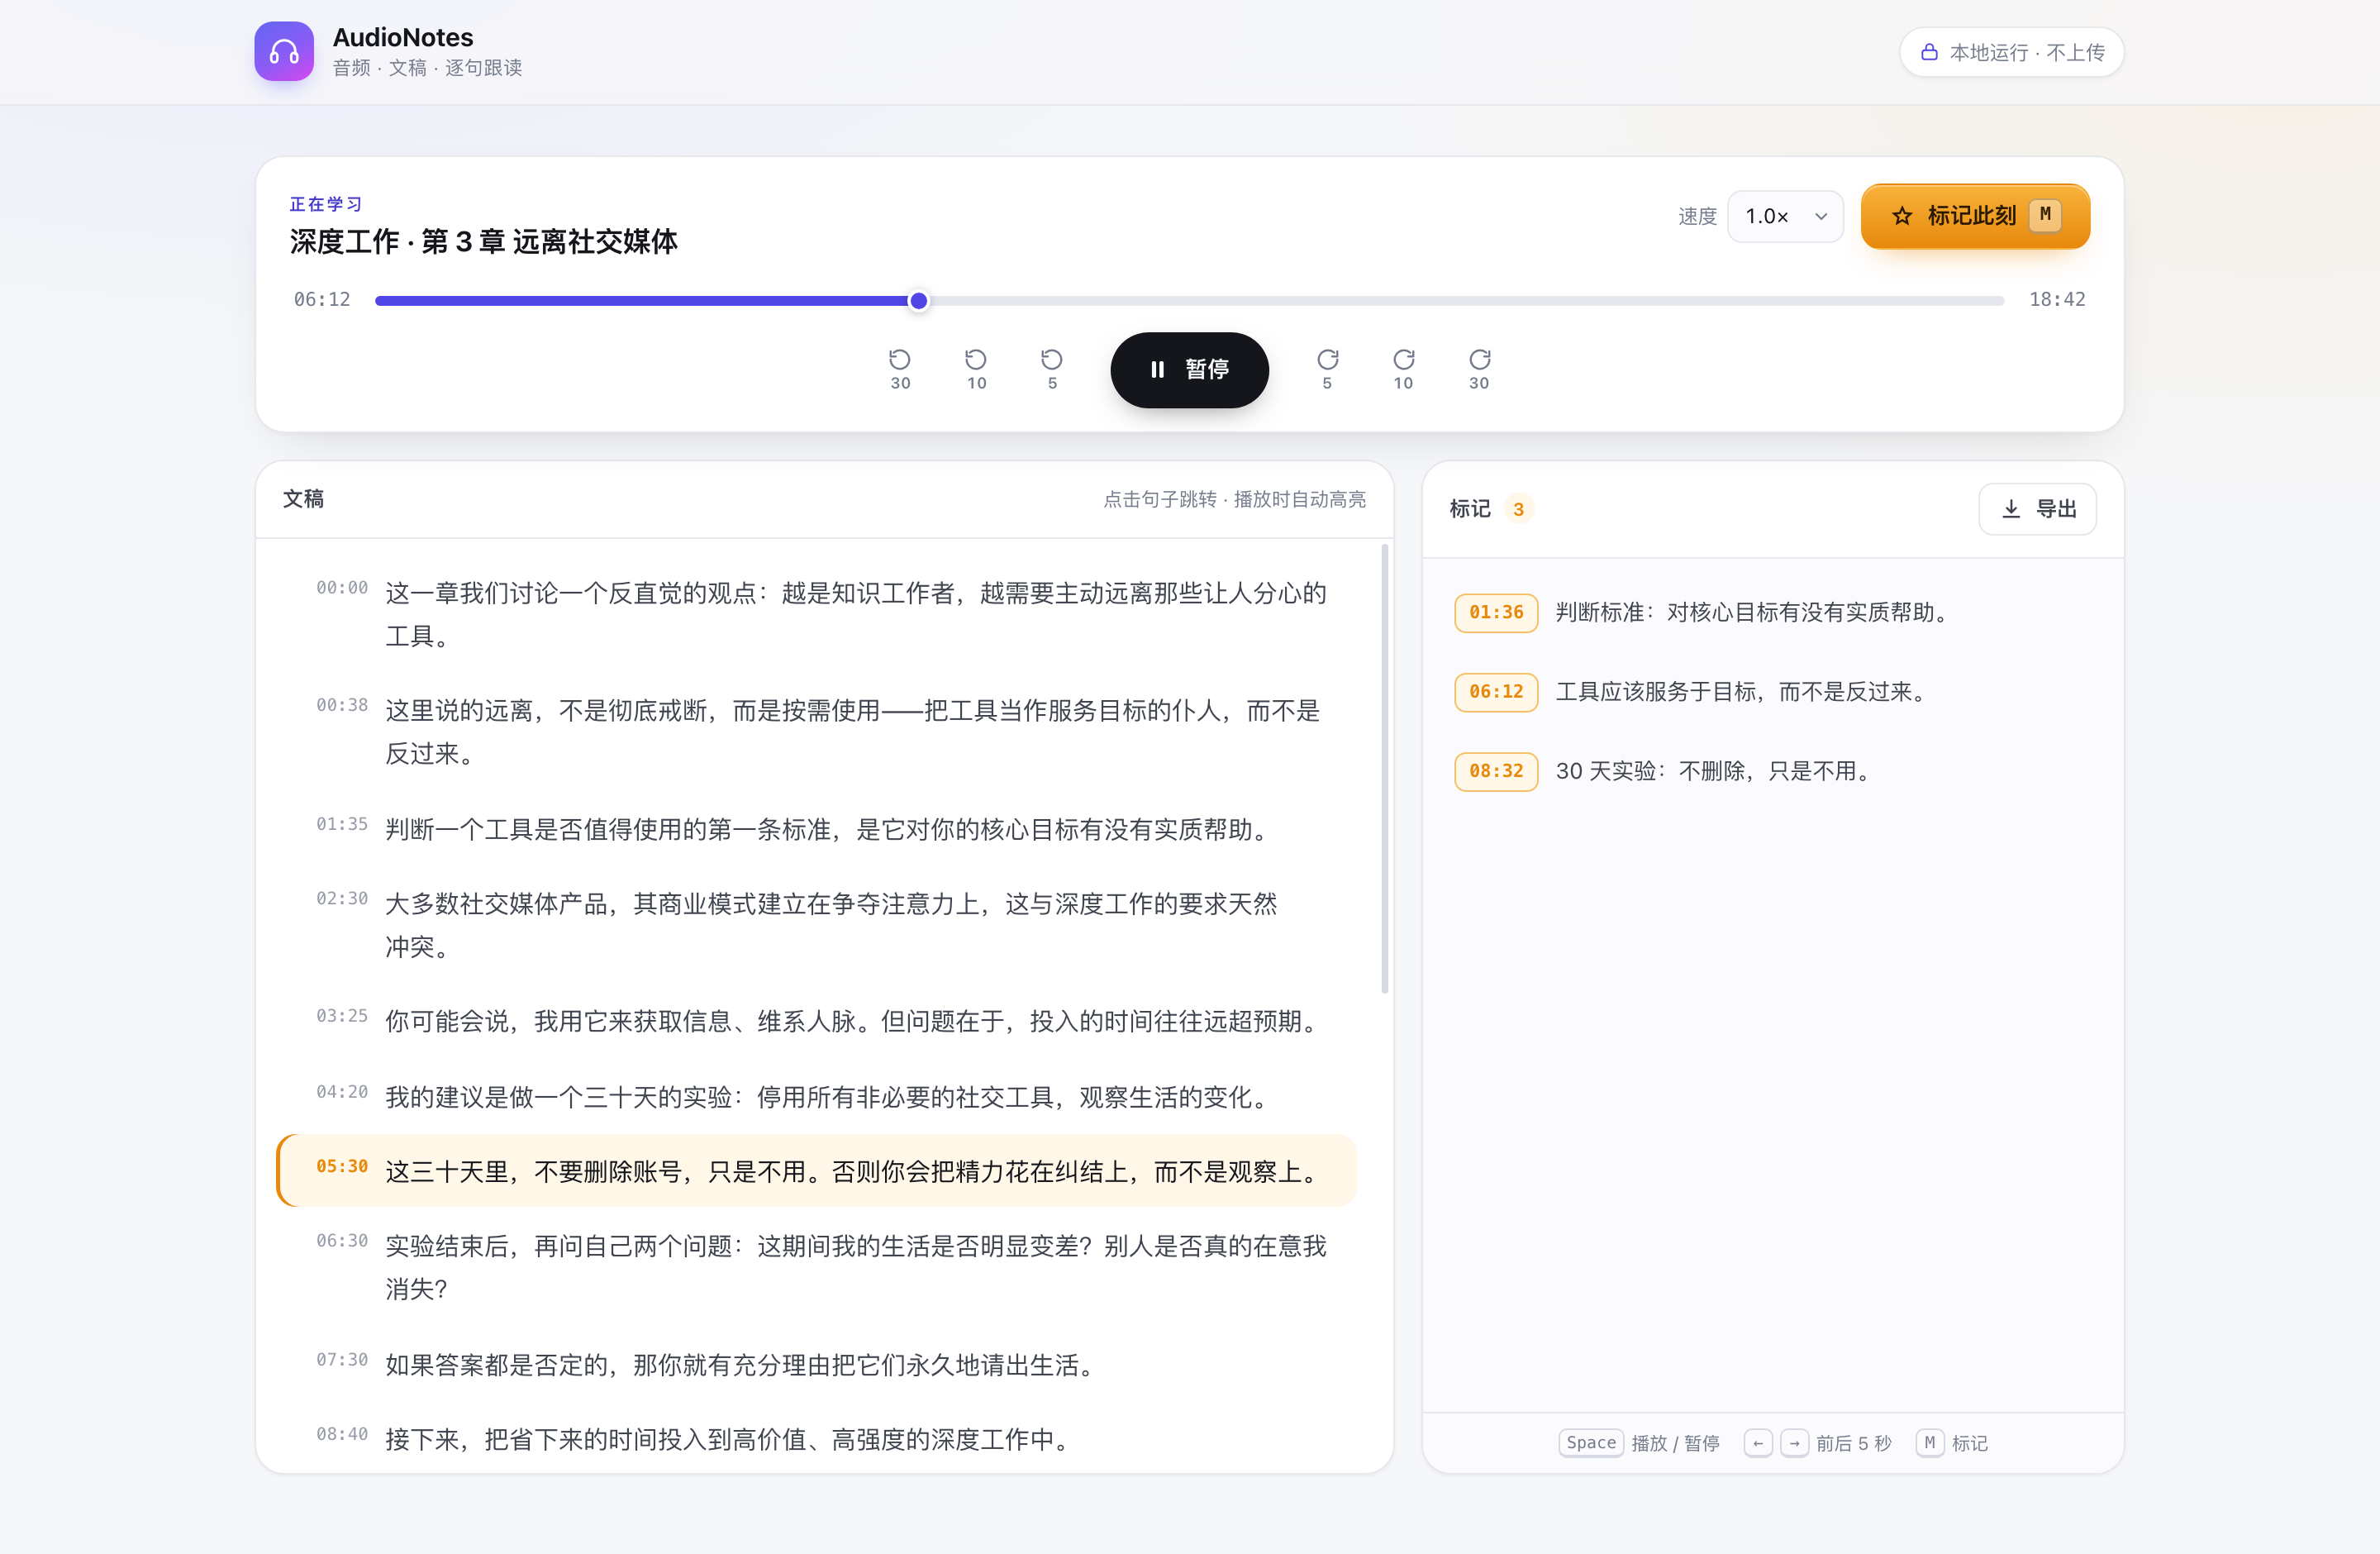 AudioNotes
音频 · 文稿 · 逐句跟读
本地运行 · 不上传
正在学习
深度工作 · 第 3 章 远离社交媒体
速度
1.0×
标记此刻 M
06:12
18:42
30
10
5
暂停
5
10
30
文稿
点击句子跳转 · 播放时自动高亮
00:00 这一章我们讨论一个反直觉的观点：越是知识工作者，越需要主动远离那些让人分心的
工具。
00:38 这里说的远离，不是彻底戒断，而是按需使用——把工具当作服务目标的仆人，而不是
反过来。
01:35 判断一个工具是否值得使用的第一条标准，是它对你的核心目标有没有实质帮助。
02:30 大多数社交媒体产品，其商业模式建立在争夺注意力上，这与深度工作的要求天然
冲突。
03:25 你可能会说，我用它来获取信息、维系人脉。但问题在于，投入的时间往往远超预期。
04:20 我的建议是做一个三十天的实验：停用所有非必要的社交工具，观察生活的变化。
05:30 这三十天里，不要删除账号，只是不用。否则你会把精力花在纠结上，而不是观察上。
06:30 实验结束后，再问自己两个问题：这期间我的生活是否明显变差？别人是否真的在意我
消失？
07:30 如果答案都是否定的，那你就有充分理由把它们永久地请出生活。
08:40 接下来，把省下来的时间投入到高价值、高强度的深度工作中。
标记 3
导出
01:36 判断标准：对核心目标有没有实质帮助。
06:12 工具应该服务于目标，而不是反过来。
08:32 30 天实验：不删除，只是不用。
Space 播放 / 暂停 ← → 前后 5 秒 M 标记